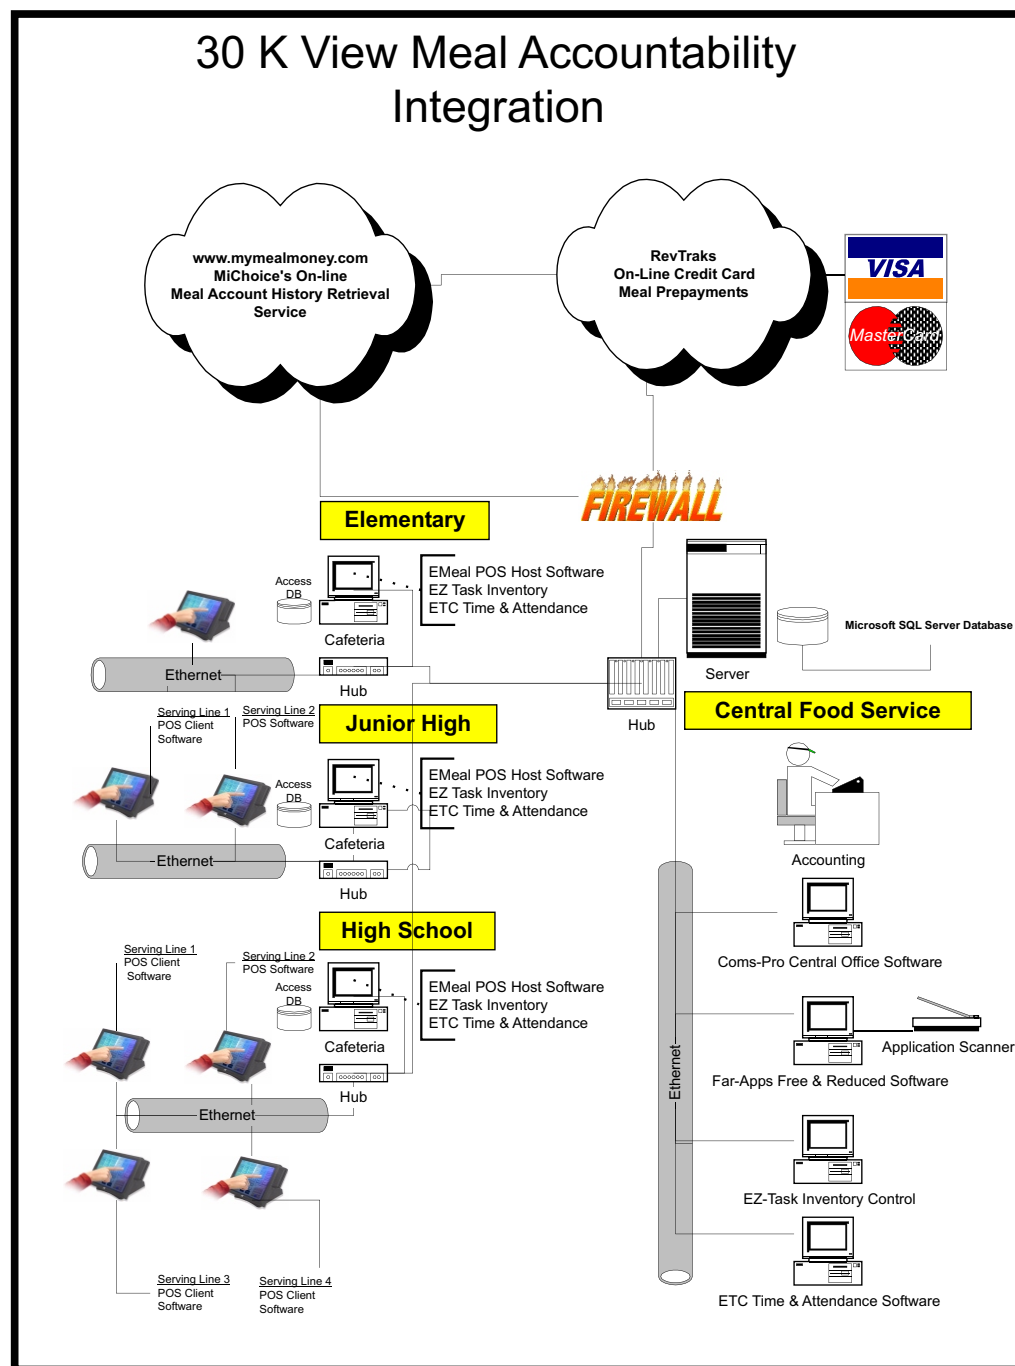 30 K View Meal Accountability
Integration
www.mymealmoney.com
MiChoice's On-line
Meal Account History Retrieval
Service
RevTraks
On-Line Credit Card
Meal Prepayments
VISA
MasterCard
FIREWALL
Elementary
Access
DB
EMeal POS Host Software
EZ Task Inventory
ETC Time & Attendance
Cafeteria
Ethernet
Hub
Server
Microsoft SQL Server Database
Hub
Central Food Service
Serving Line 1
POS Client
Software
Serving Line 2
POS Software
Junior High
Access
DB
EMeal POS Host Software
EZ Task Inventory
ETC Time & Attendance
Cafeteria
Ethernet
Hub
Accounting
High School
Serving Line 1
POS Client
Software
Serving Line 2
POS Software
Access
DB
EMeal POS Host Software
EZ Task Inventory
ETC Time & Attendance
Cafeteria
Hub
Ethernet
Serving Line 3
POS Client
Software
Serving Line 4
POS Client
Software
Coms-Pro Central Office Software
Ethernet
Application Scanner
Far-Apps Free & Reduced Software
EZ-Task Inventory Control
ETC Time & Attendance Software